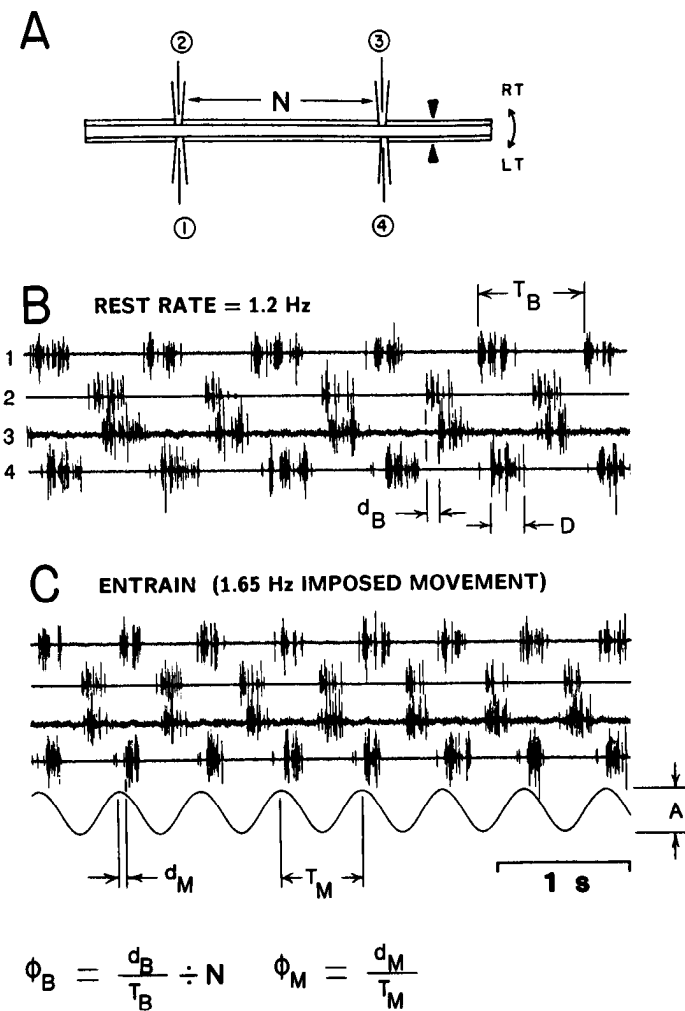 A
② ③
N
RT
LT
① ④
B REST RATE = 1.2 Hz
T_B
1
2
3
4
d_B D
C ENTRAIN (1.65 Hz IMPOSED MOVEMENT)
A
d_M T_M
1 s
Φ_B = d_B / T_B ÷ N Φ_M = d_M / T_M